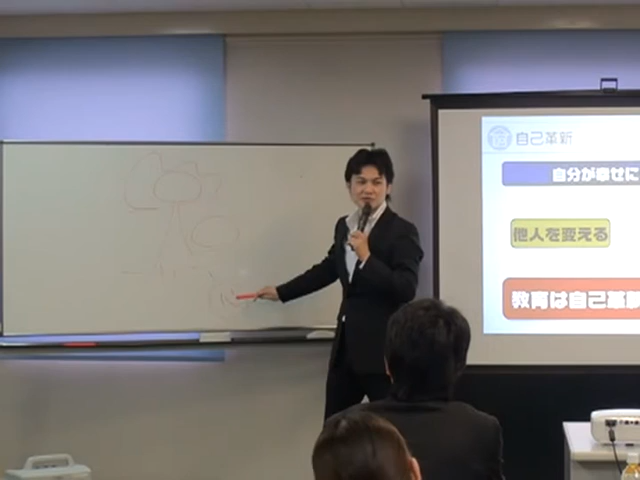 自己革新
自分が幸せに
他人を変える
教育は自己革新